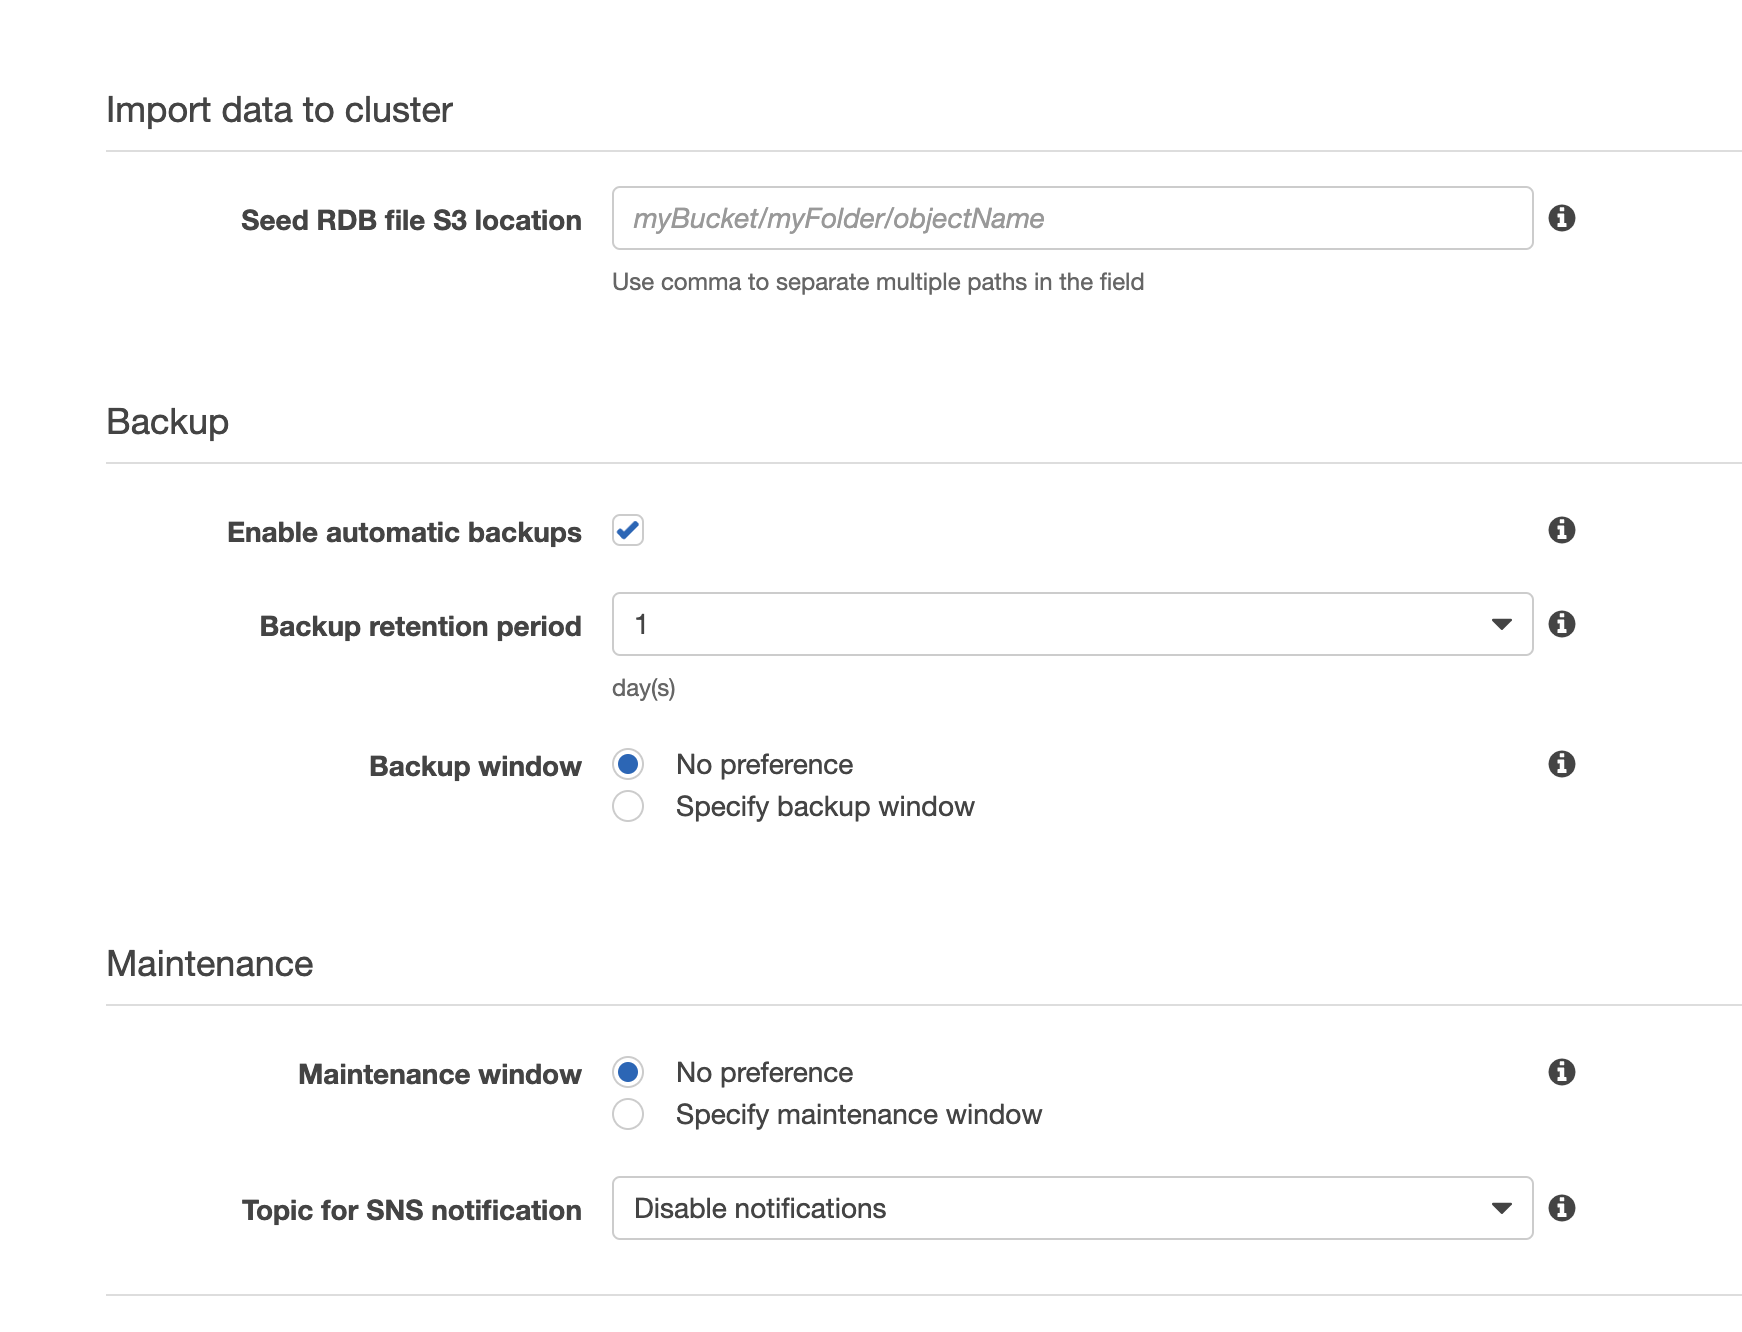 Import data to cluster
Seed RDB file S3 location
myBucket/myFolder/objectName
Use comma to separate multiple paths in the field
Backup
Enable automatic backups
Backup retention period
1
day(s)
Backup window
No preference
Specify backup window
Maintenance
Maintenance window
No preference
Specify maintenance window
Topic for SNS notification
Disable notifications